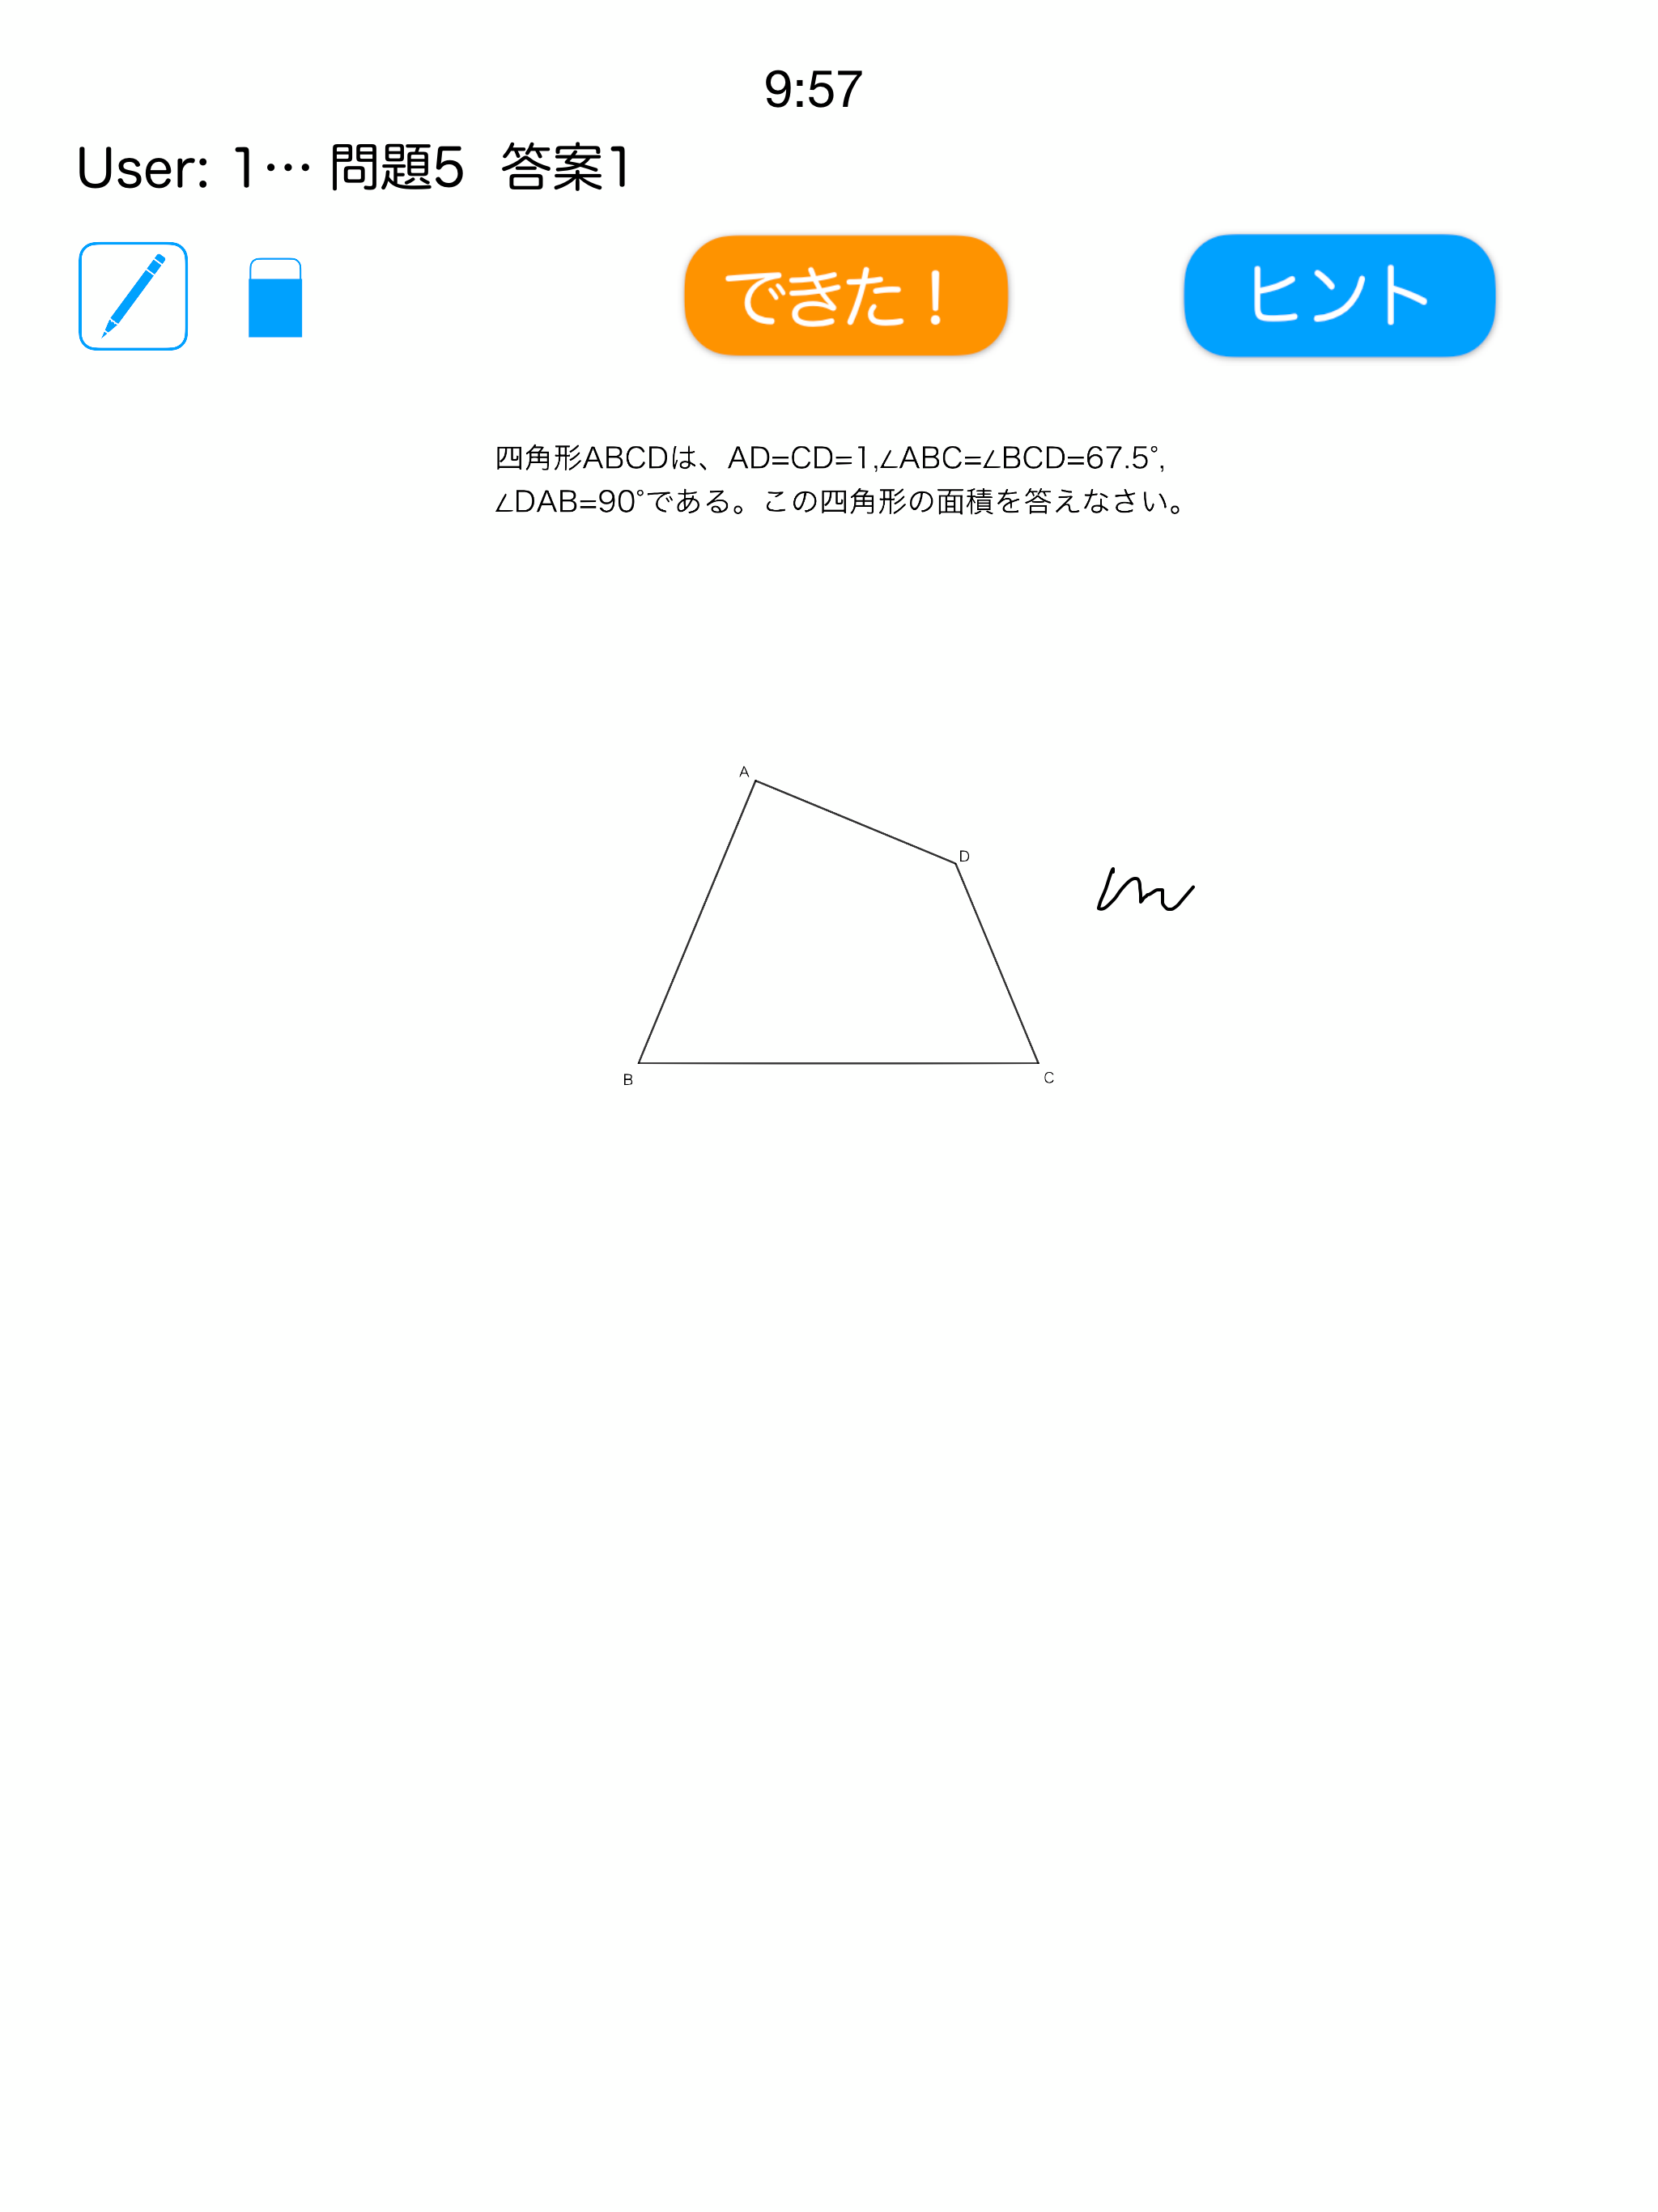 9:57
User: 1… 問題5 答案1
できた！
ヒント
四角形ABCDは、AD=CD=1,∠ABC=∠BCD=67.5°,
∠DAB=90°である。この四角形の面積を答えなさい。
A
D
B
C